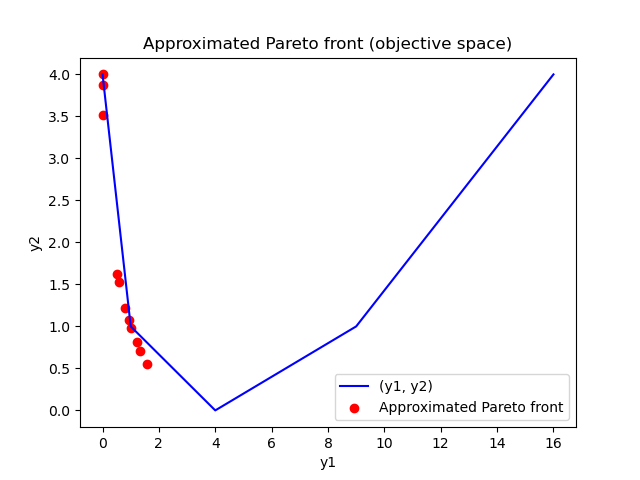 Approximated Pareto front (objective space)
4.0
3.5
3.0
2.5
2.0
1.5
1.0
0.5
0.0
y2
0 2 4 6 8 10 12 14 16
y1
(y1, y2)
Approximated Pareto front